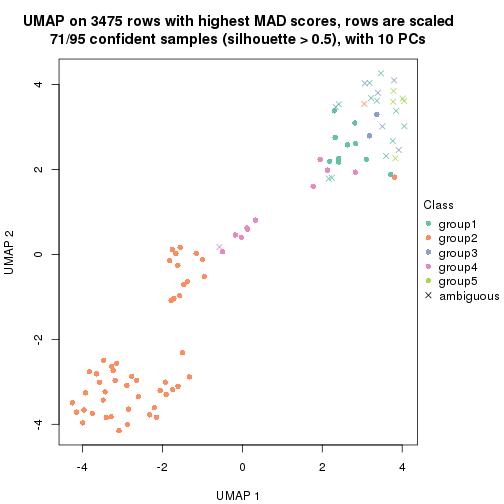 UMAP on 3475 rows with highest MAD scores, rows are scaled
71/95 confident samples (silhouette > 0.5), with 10 PCs
4
2
0
-2
-4
UMAP 2
-4
-2
0
2
4
UMAP 1
Class
group1
group2
group3
group4
group5
ambiguous